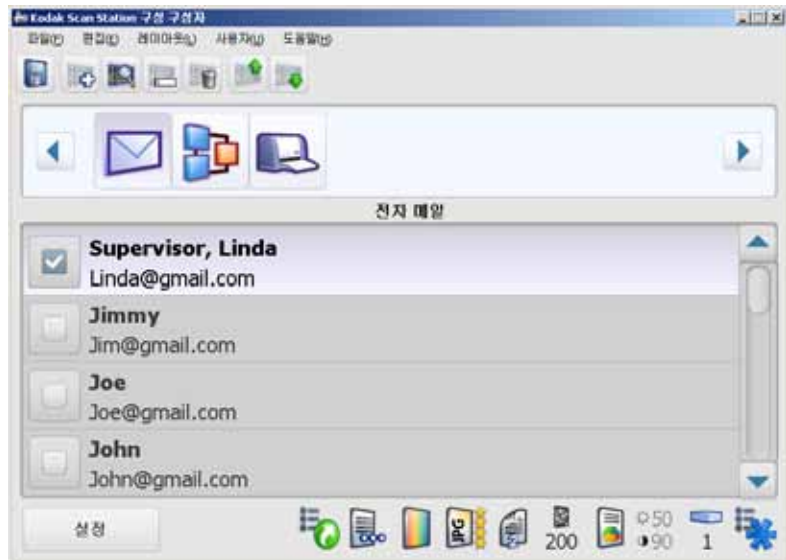 Kodak Scan Station 구성 구성자
파일(F) 편집(E) 레이아웃(L) 사용자(U) 도움말(H)
전자 메일
Supervisor, Linda
Linda@gmail.com
Jimmy
Jim@gmail.com
Joe
Joe@gmail.com
John
John@gmail.com
설정
JPG
200
50
90
1